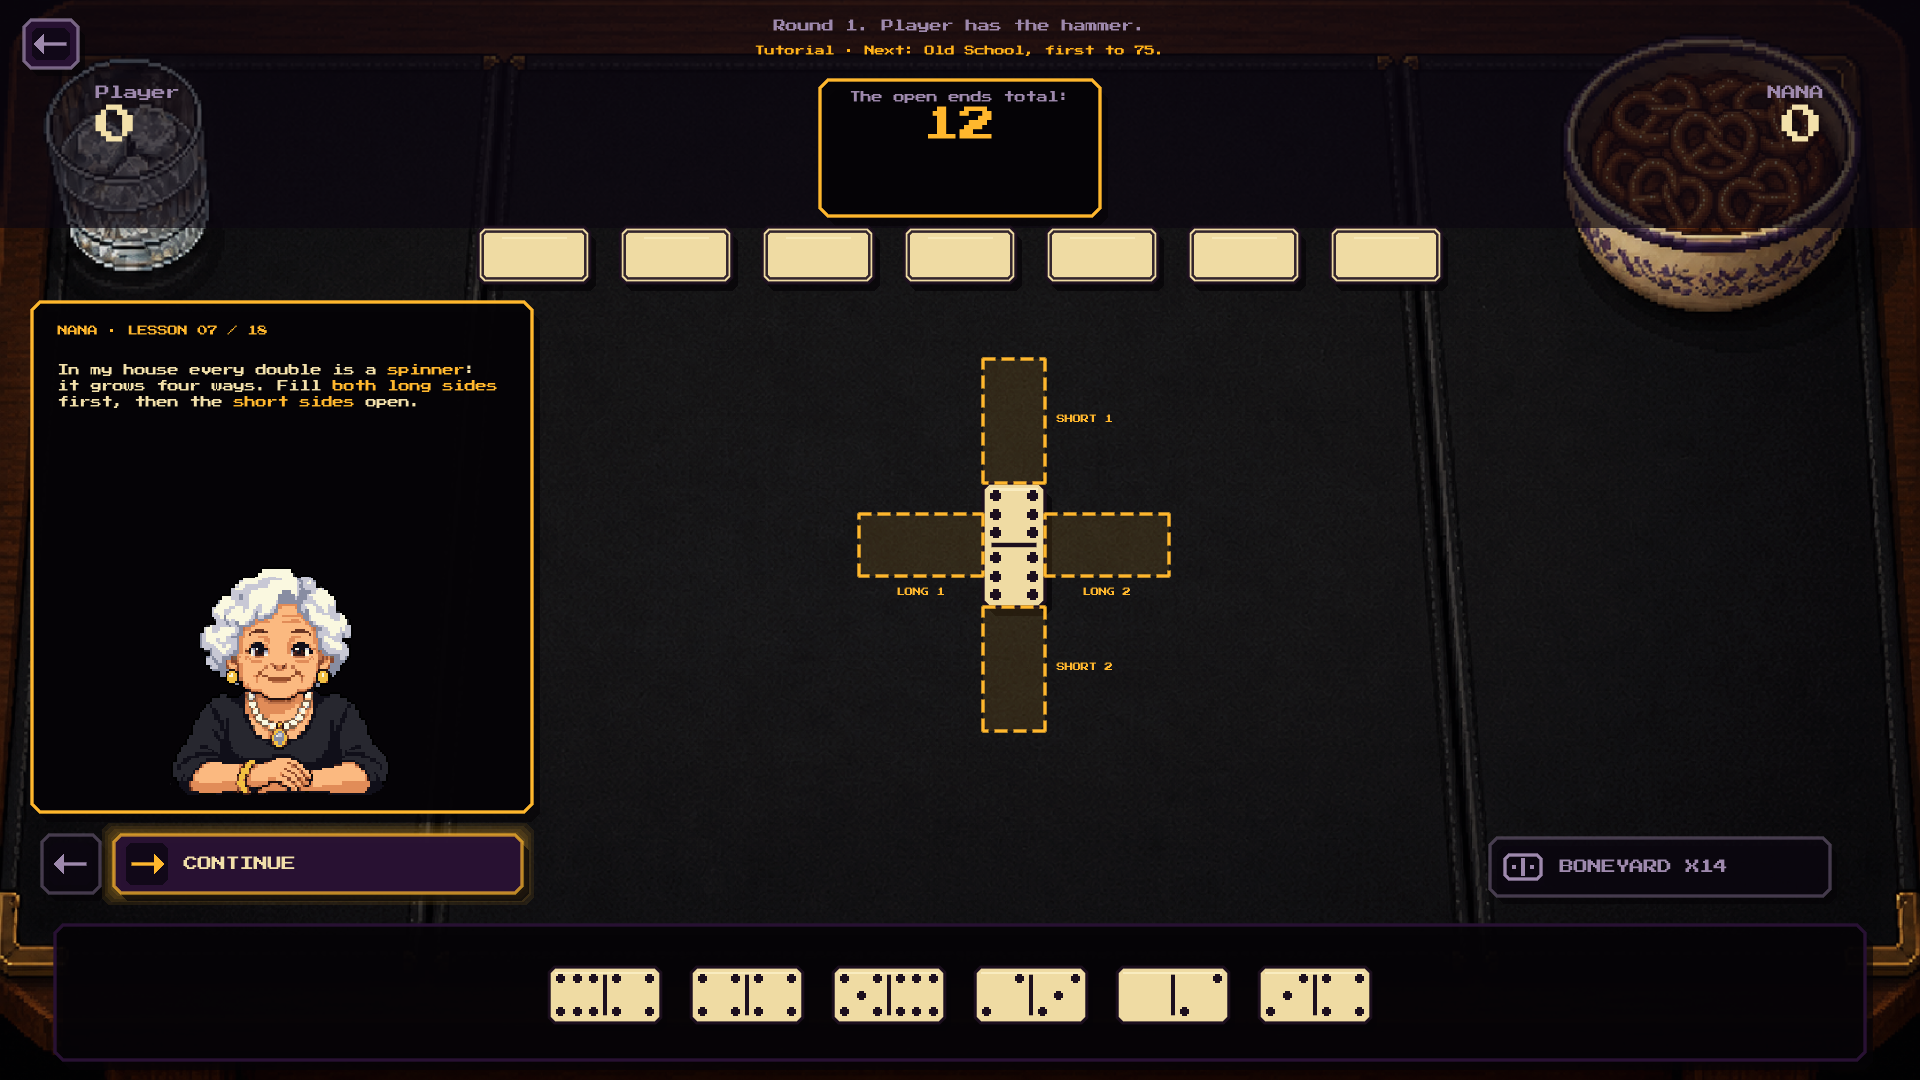 Round 1. Player has the hammer.
Tutorial · Next: Old School, first to 75.
Player
0
The open ends total:
12
NANA
0
NANA · LESSON 07 / 18
In my house every double is a spinner:
it grows four ways. Fill both long sides
first, then the short sides open.
SHORT 1
LONG 1
LONG 2
SHORT 2
CONTINUE
BONEYARD X14